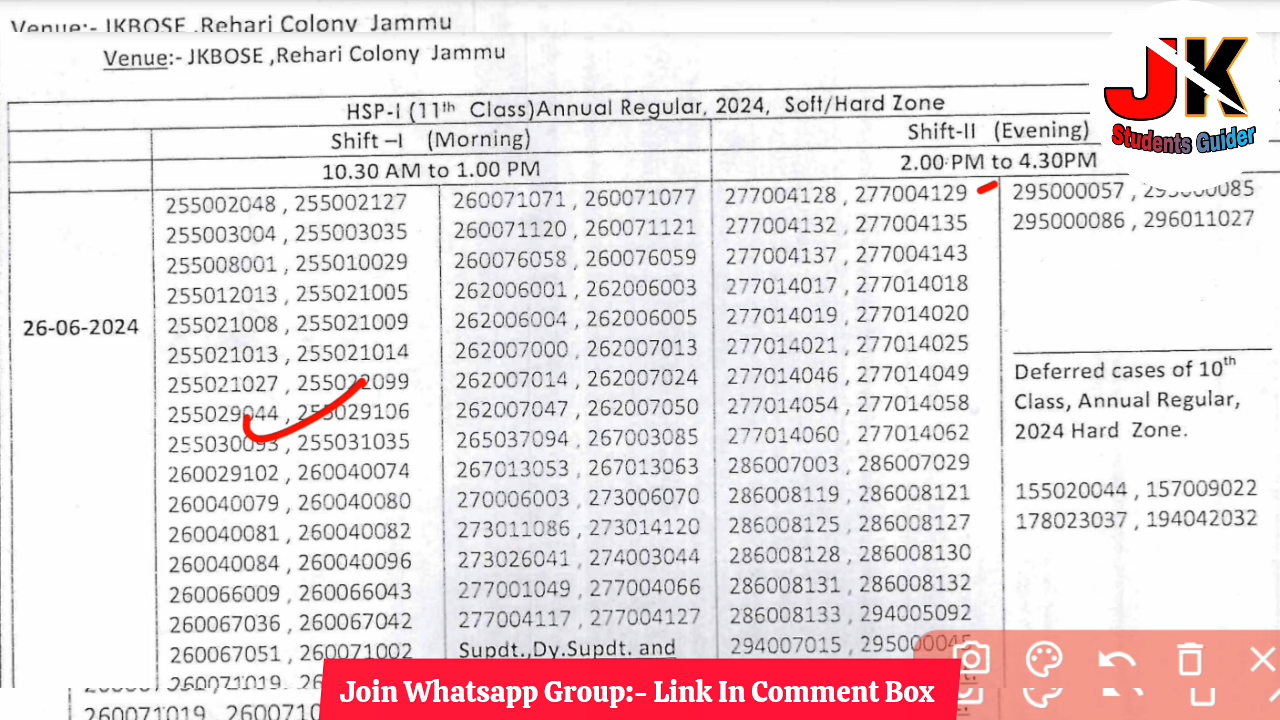 Venue:- JKBOSE ,Rehari Colony Jammu
Venue:- JKBOSE ,Rehari Colony Jammu
JK
Students Guider
HSP-I (11th Class)Annual Regular, 2024, Soft/Hard Zone
Shift –I (Morning)
Shift-II (Evening)
10.30 AM to 1.00 PM
2.00 PM to 4.30PM
26-06-2024
255002048 , 255002127
255003004 , 255003035
255008001 , 255010029
255012013 , 255021005
255021008 , 255021009
255021013 , 255021014
255021027 , 255022099
255029044 , 255029106
255030093 , 255031035
260029102 , 260040074
260040079 , 260040080
260040081 , 260040082
260040084 , 260040096
260066009 , 260066043
260067036 , 260067042
260067051 , 260071002
260071019 ,
260071019 ,
260071071 , 260071077
260071120 , 260071121
260076058 , 260076059
262006001 , 262006003
262006004 , 262006005
262007000 , 262007013
262007014 , 262007024
262007047 , 262007050
265037094 , 267003085
267013053 , 267013063
270006003 , 273006070
273011086 , 273014120
273026041 , 274003044
277001049 , 277004066
277004117 , 277004127
Supdt.,Dy.Supdt. and
277004128 , 277004129
277004132 , 277004135
277004137 , 277004143
277014017 , 277014018
277014019 , 277014020
277014021 , 277014025
277014046 , 277014049
277014054 , 277014058
277014060 , 277014062
286007003 , 286007029
286008119 , 286008121
286008125 , 286008127
286008128 , 286008130
286008131 , 286008132
286008133 , 294005092
294007015 ,
295000057 ,
295000086 , 296011027
Deferred cases of 10th
Class, Annual Regular,
2024 Hard Zone.
155020044 , 157009022
178023037 , 194042032
Join Whatsapp Group:- Link In Comment Box